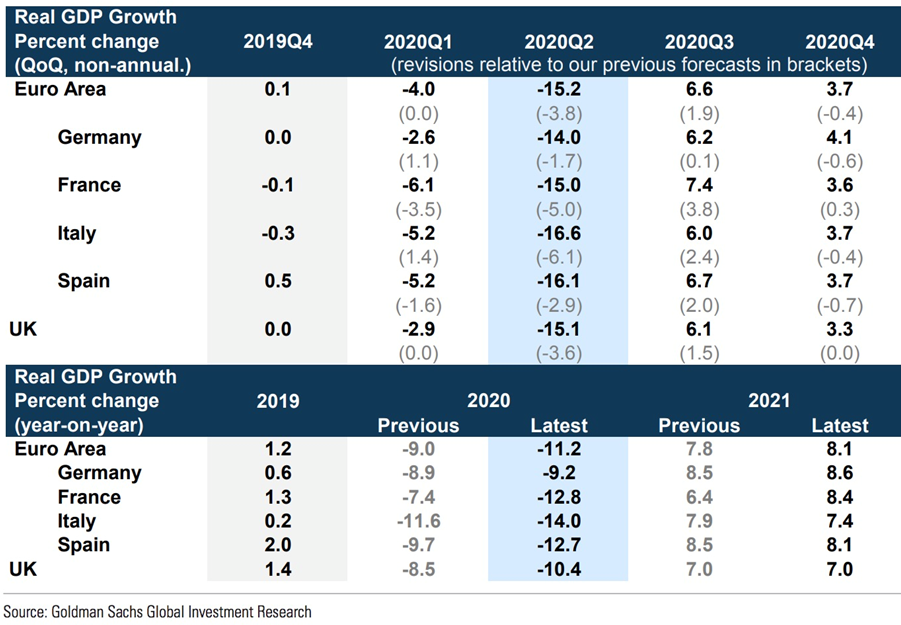 Real GDP Growth
Percent change 2019Q4 2020Q1 2020Q2 2020Q3 2020Q4
(QoQ, non-annual.) (revisions relative to our previous forecasts in brackets)
Euro Area 0.1 -4.0 -15.2 6.6 3.7
(0.0) (-3.8) (1.9) (-0.4)
Germany 0.0 -2.6 -14.0 6.2 4.1
(1.1) (-1.7) (0.1) (-0.6)
France -0.1 -6.1 -15.0 7.4 3.6
(-3.5) (-5.0) (3.8) (0.3)
Italy -0.3 -5.2 -16.6 6.0 3.7
(1.4) (-6.1) (2.4) (-0.4)
Spain 0.5 -5.2 -16.1 6.7 3.7
(-1.6) (-2.9) (2.0) (-0.7)
UK 0.0 -2.9 -15.1 6.1 3.3
(0.0) (-3.6) (1.5) (0.0)
Real GDP Growth
Percent change 2019 2020 2021
(year-on-year) Previous Latest Previous Latest
Euro Area 1.2 -9.0 -11.2 7.8 8.1
Germany 0.6 -8.9 -9.2 8.5 8.6
France 1.3 -7.4 -12.8 6.4 8.4
Italy 0.2 -11.6 -14.0 7.9 7.4
Spain 2.0 -9.7 -12.7 8.5 8.1
UK 1.4 -8.5 -10.4 7.0 7.0
Source: Goldman Sachs Global Investment Research